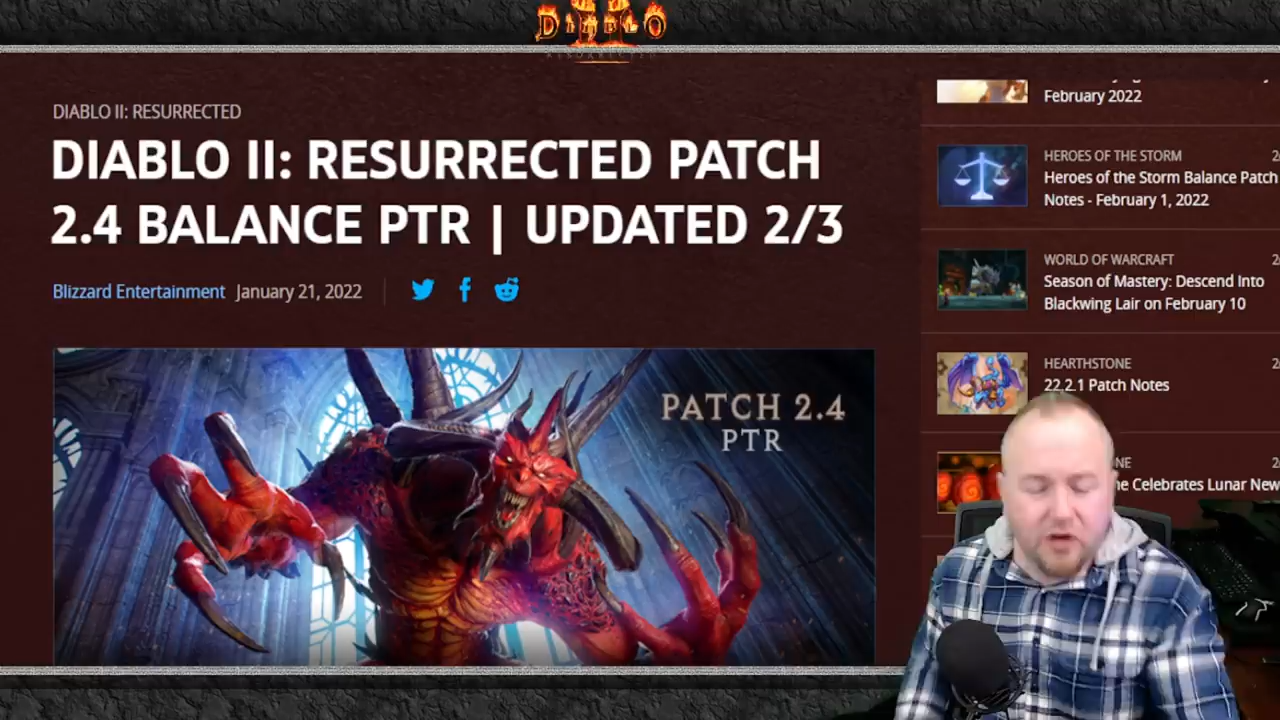 DIABLO
RESURRECTED
DIABLO II: RESURRECTED
DIABLO II: RESURRECTED PATCH
2.4 BALANCE PTR | UPDATED 2/3
Blizzard Entertainment January 21, 2022
PATCH 2.4
PTR
February 2022
HEROES OF THE STORM
Heroes of the Storm Balance Patch
Notes - February 1, 2022
WORLD OF WARCRAFT
Season of Mastery: Descend Into
Blackwing Lair on February 10
HEARTHSTONE
22.2.1 Patch Notes
NE
ne Celebrates Lunar New